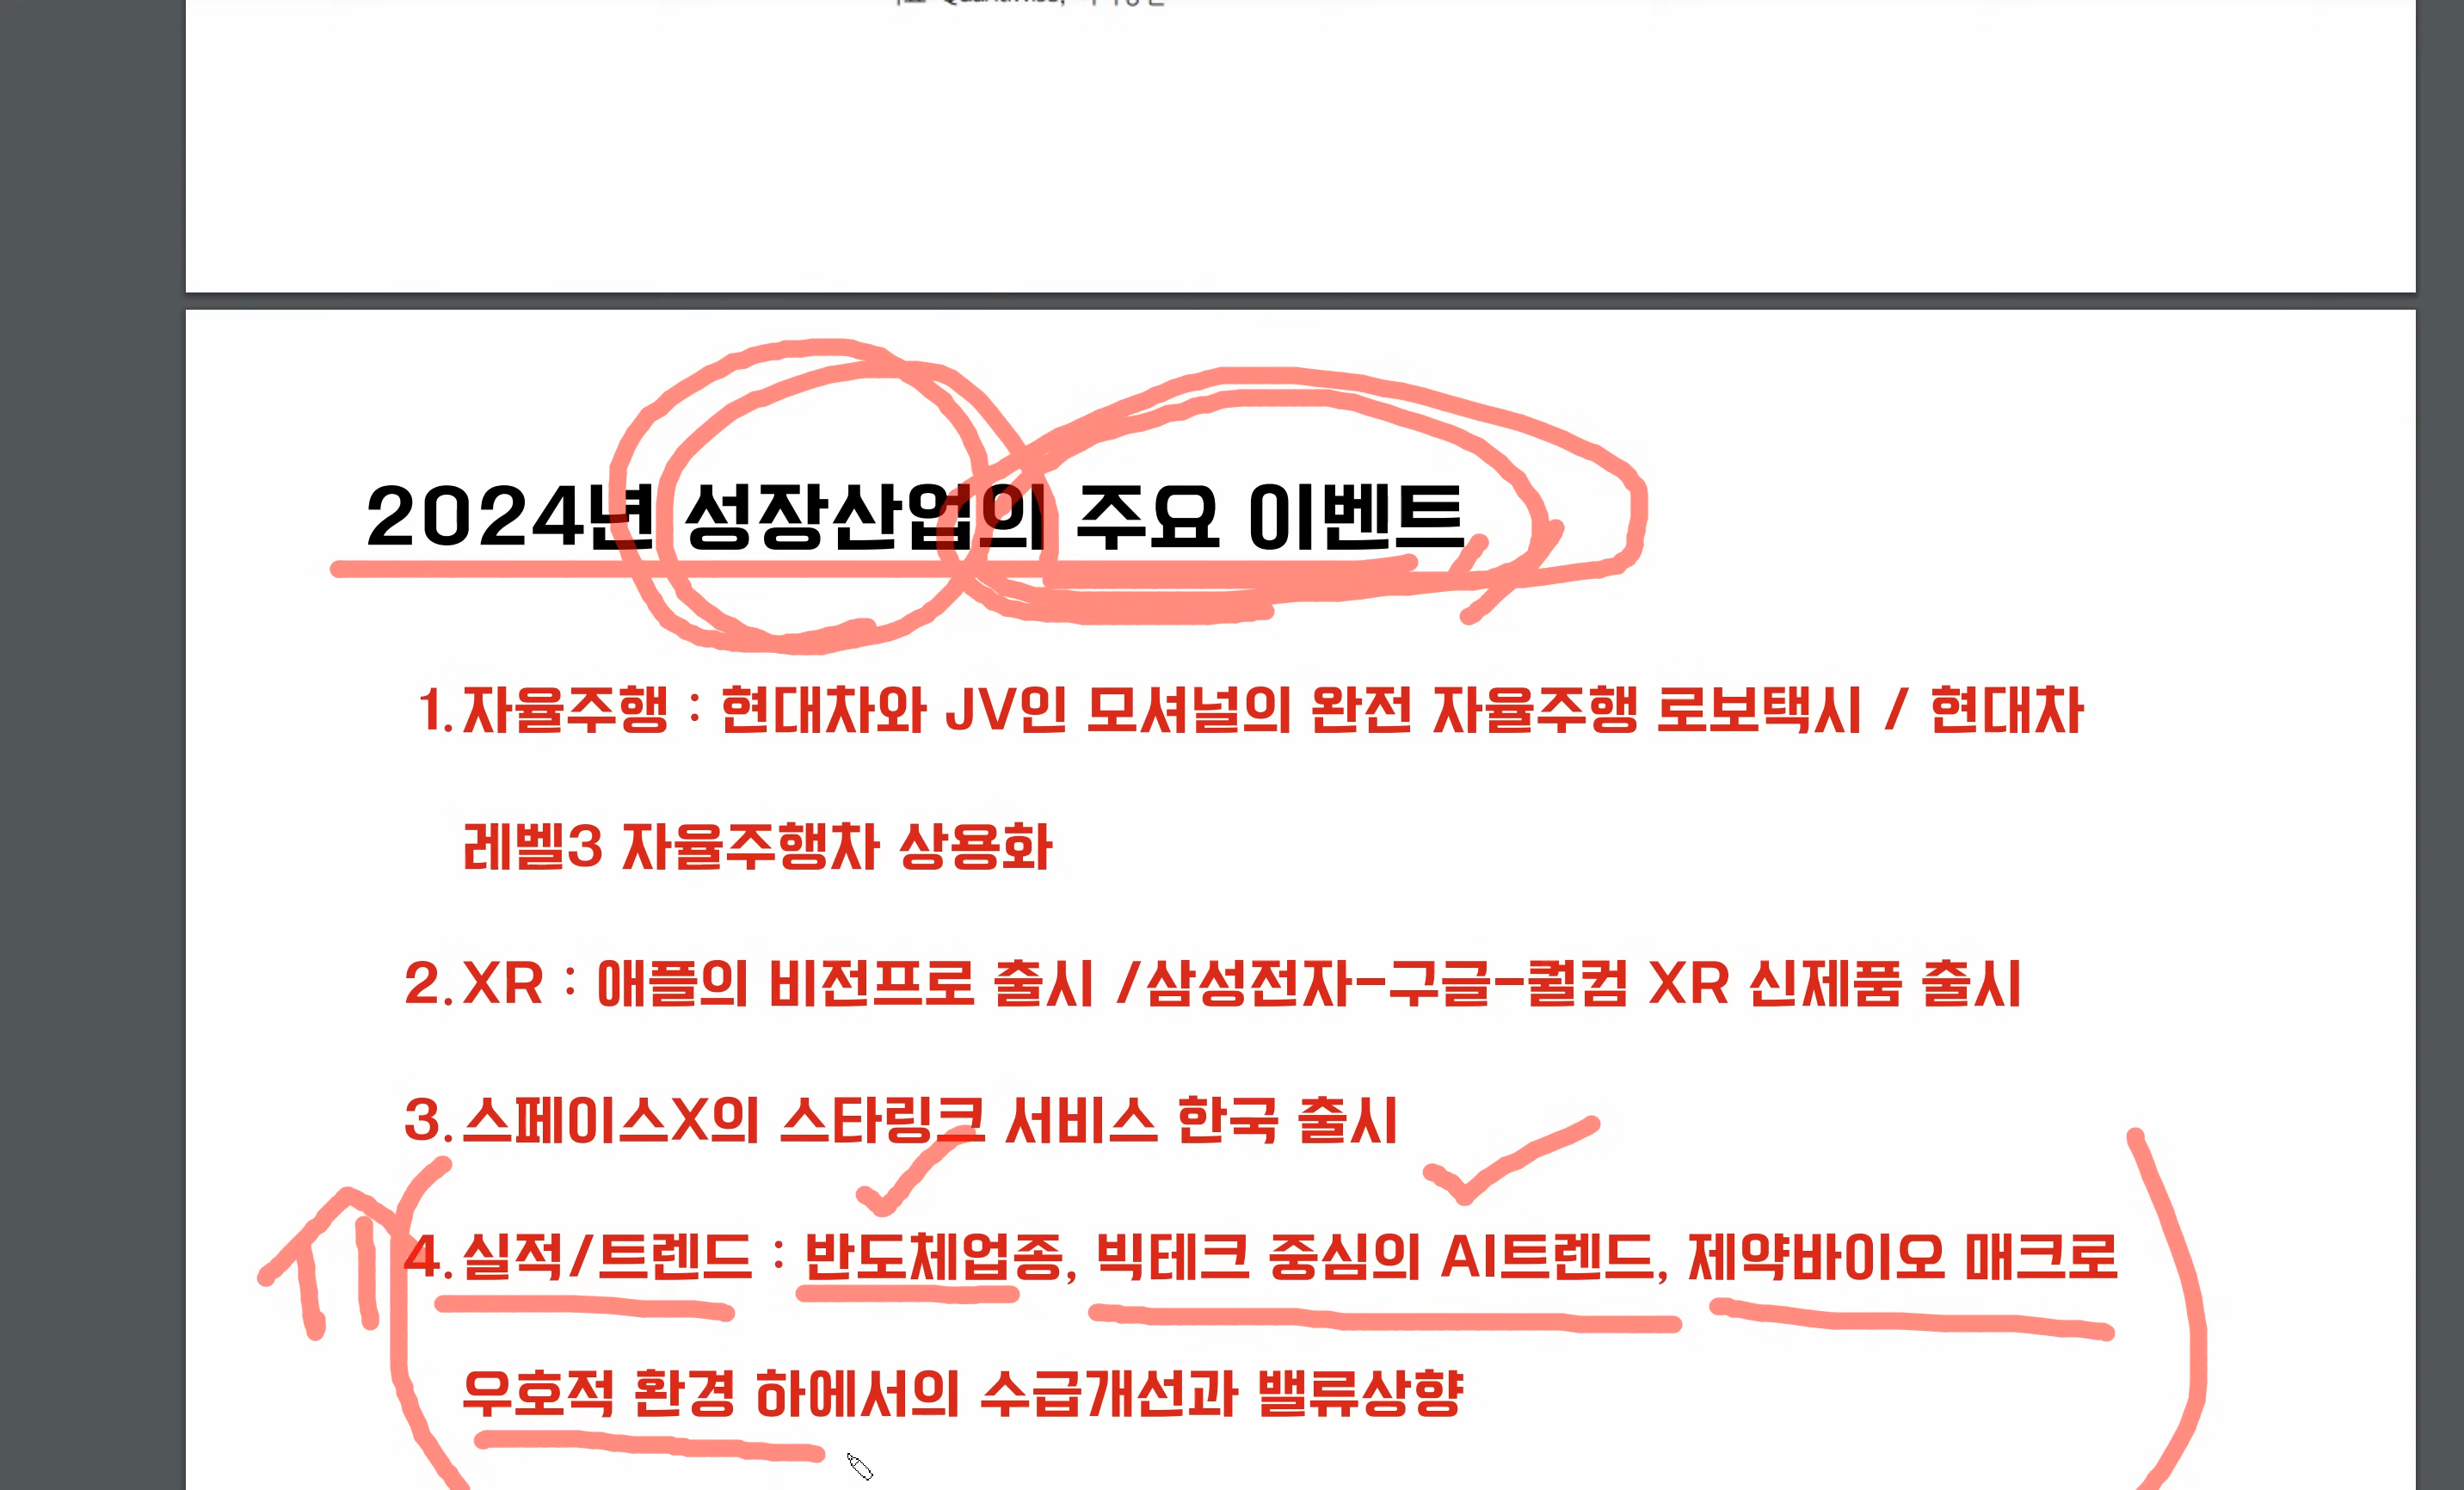 2024년 성장산업의 주요 이벤트
1. 자율주행 : 현대차와 JV인 모셔널의 완전 자율주행 로보택시 / 현대차
레벨3 자율주행차 상용화
2. XR : 애플의 비전프로 출시 /삼성전자-구글-퀄컴 XR 신제품 출시
3. 스페이스X의 스타링크 서비스 한국 출시
4. 실적/트렌드 : 반도체업종, 빅테크 중심의 AI트렌드, 제약바이오 매크로
우호적 환경 하에서의 수급개선과 밸류상향